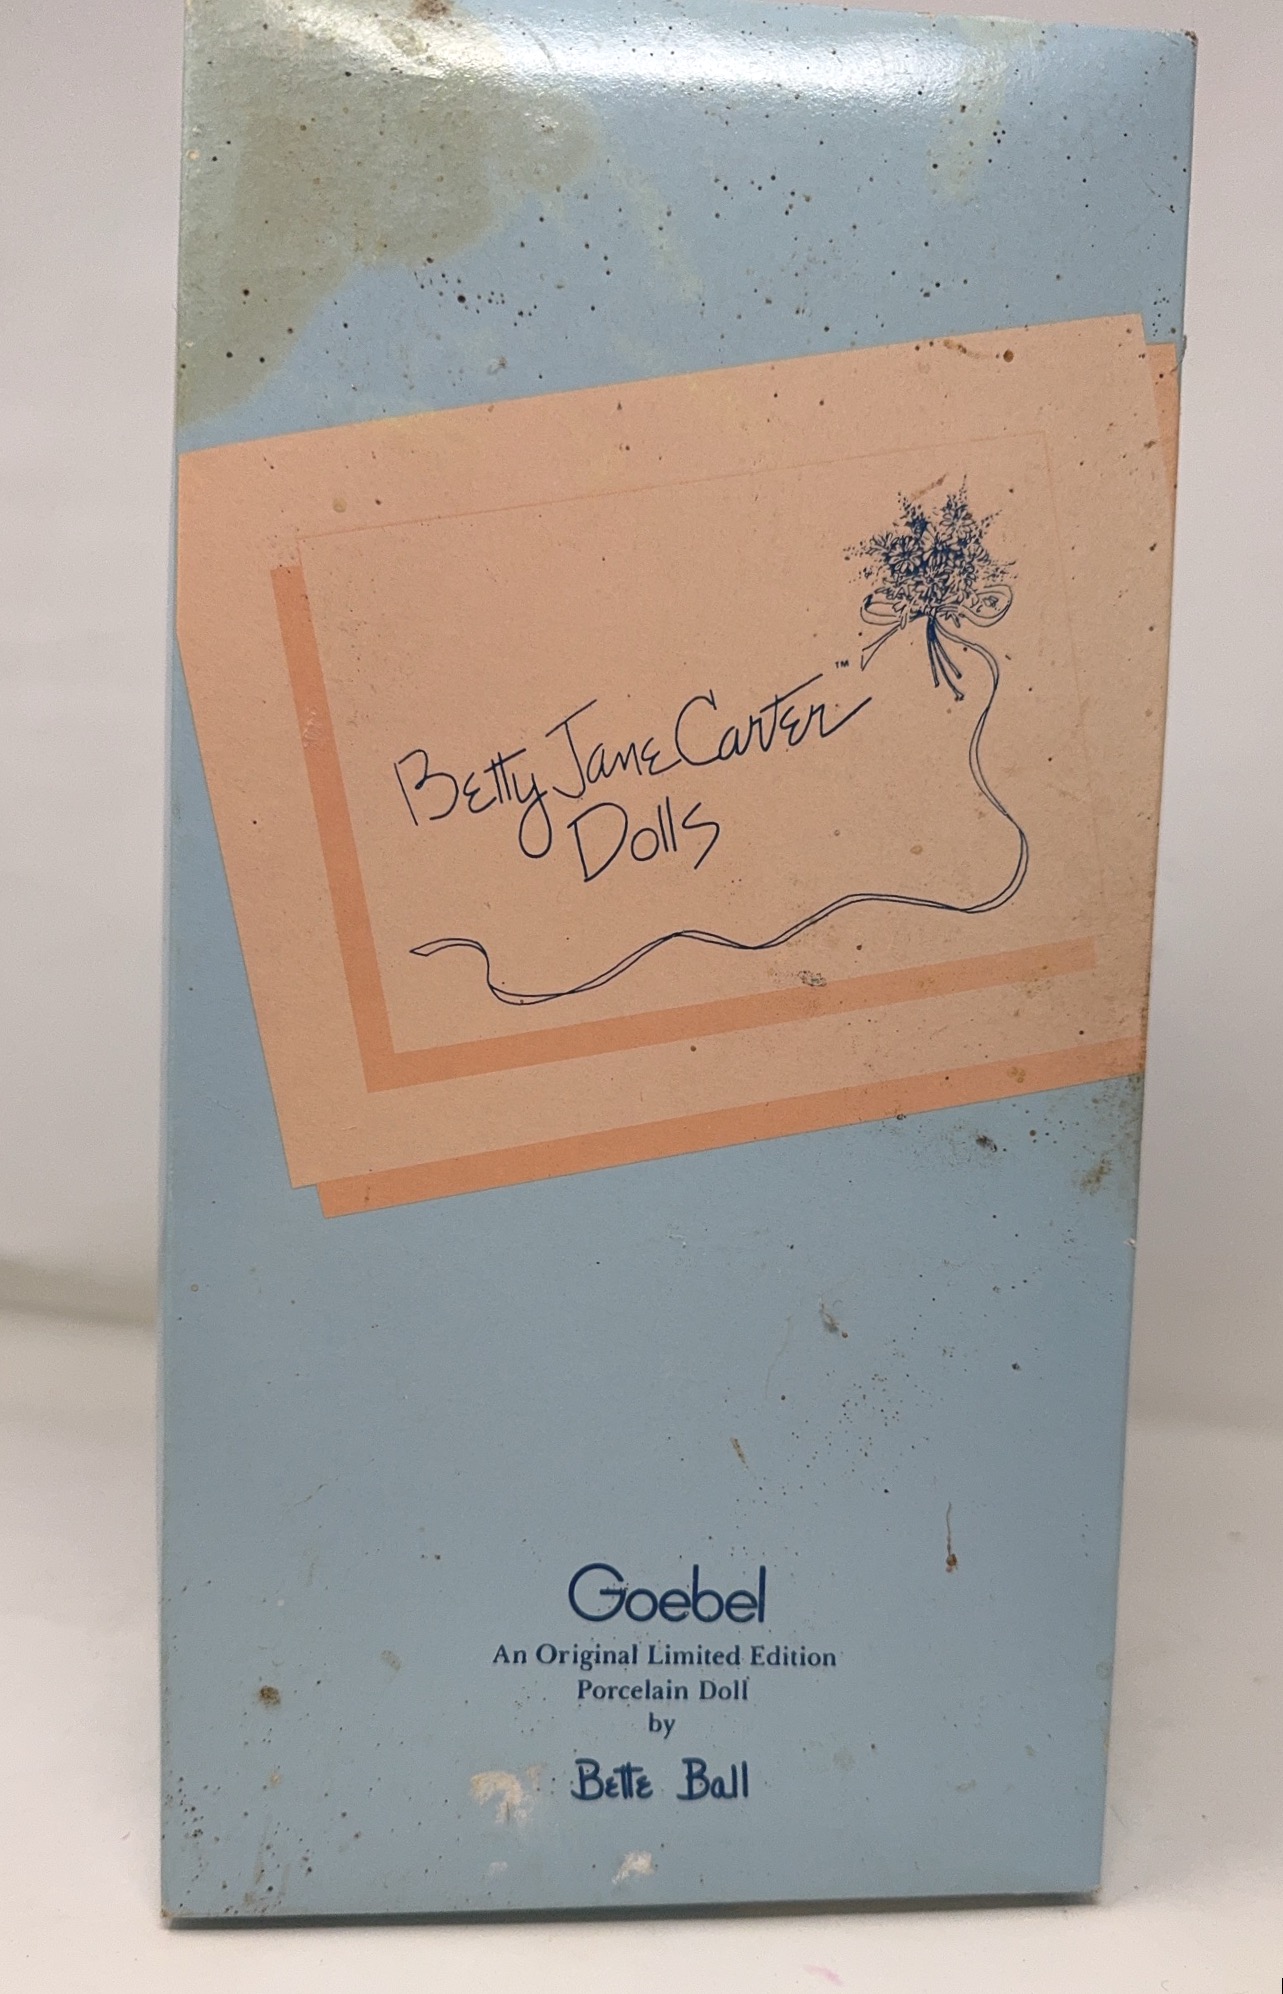 Betty Jane Carter™
Dolls
Goebel
An Original Limited Edition
Porcelain Doll
by
Bette Ball